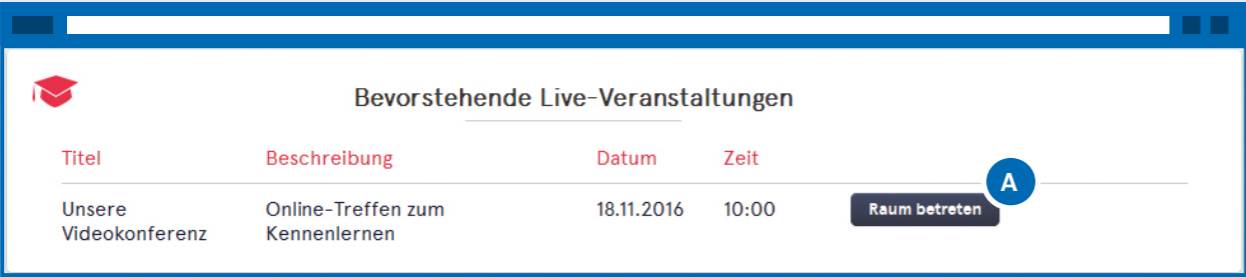 Bevorstehende Live-Veranstaltungen
Titel Beschreibung Datum Zeit
A
Unsere Online-Treffen zum 18.11.2016 10:00 Raum betreten
Videokonferenz Kennenlernen